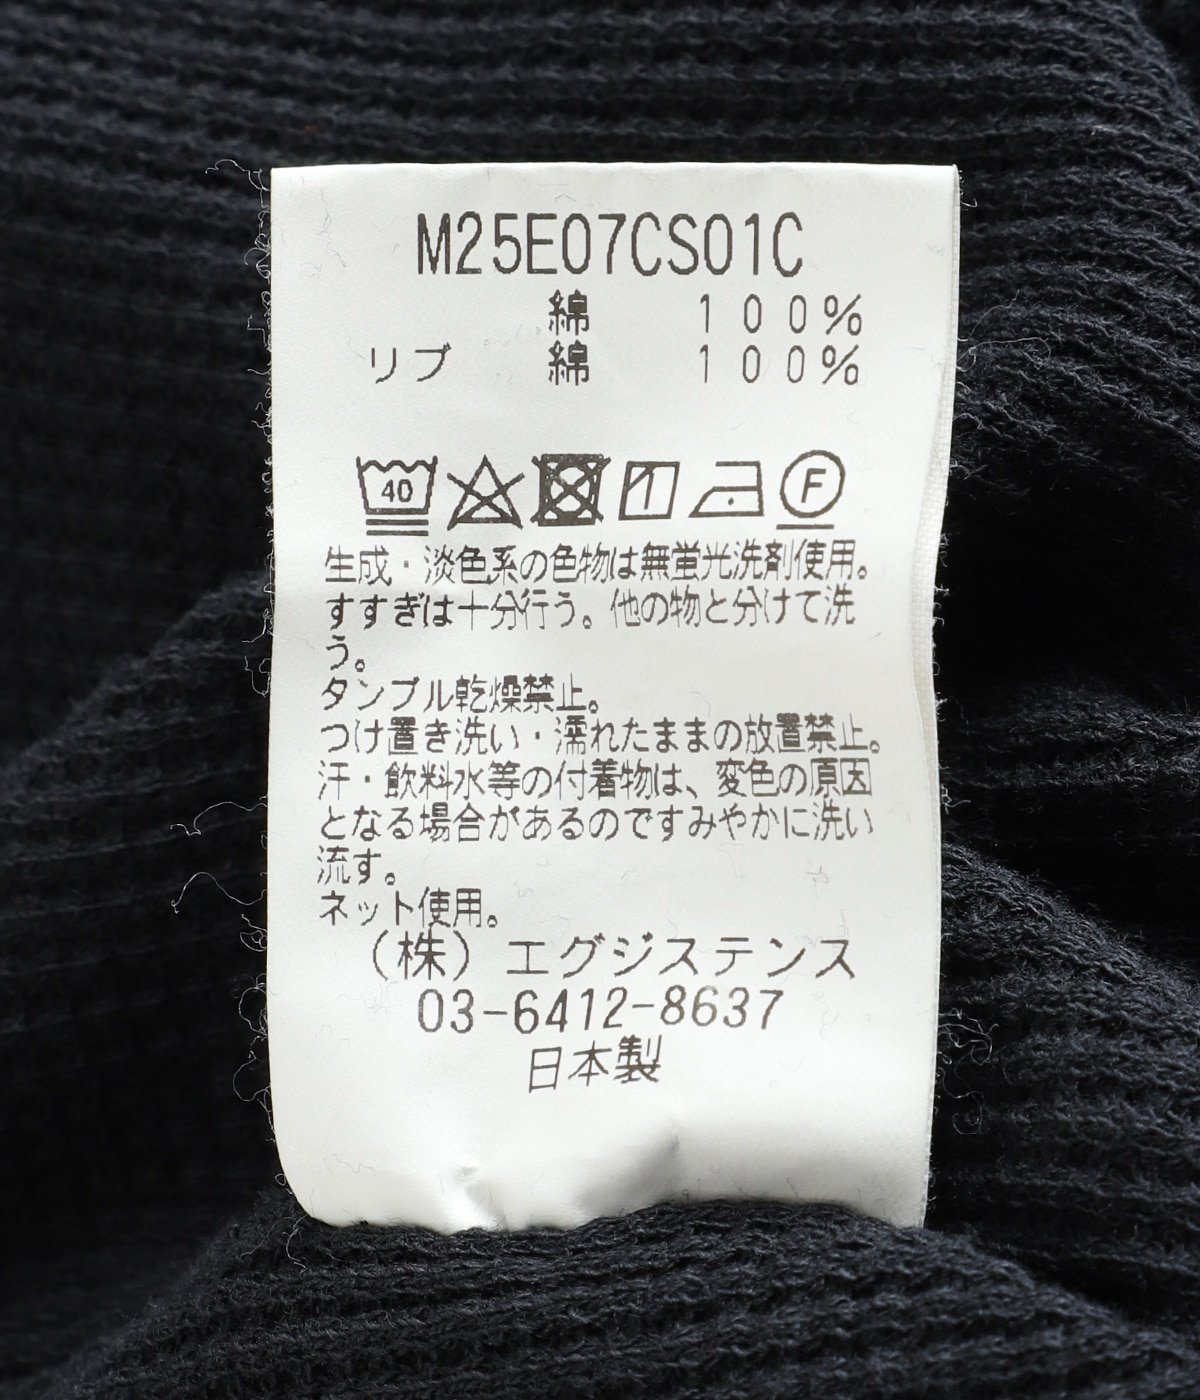 M25E07CS01C
綿 100%
リブ 綿 100%
40
F
生成・淡色系の色物は無蛍光洗剤使用。
すすぎは十分行う。他の物と分けて洗
う。
タンブル乾燥禁止。
つけ置き洗い・濡れたままの放置禁止。
汗・飲料水等の付着物は、変色の原因
となる場合があるのですみやかに洗い
流す。
ネット使用。
（株）エグジステンス
03-6412-8637
日本製